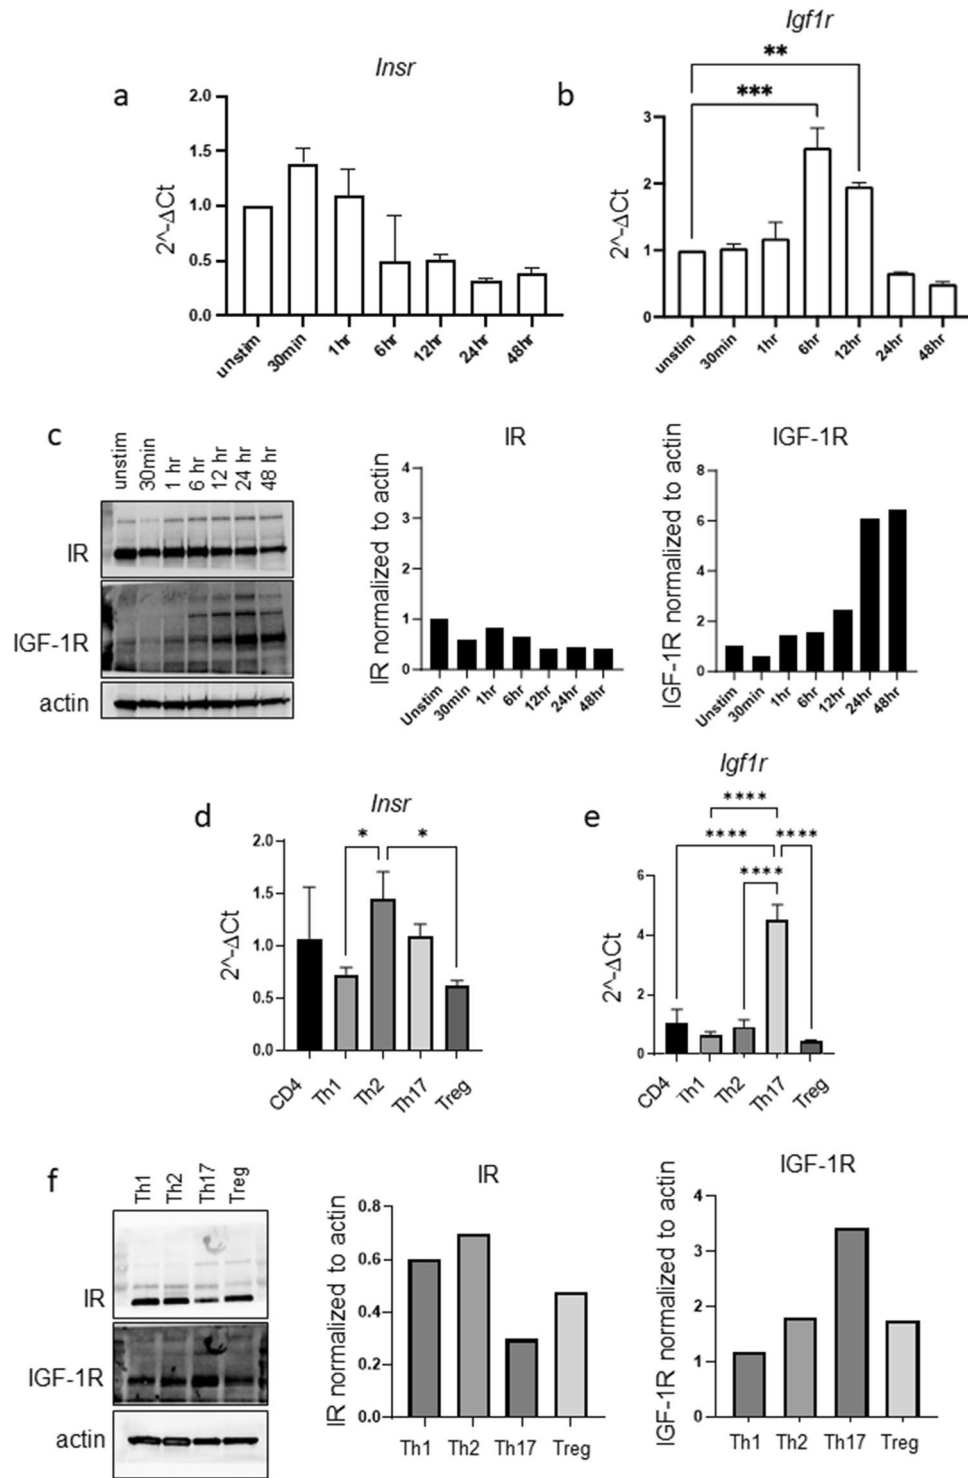 a
Insr
2^-ΔCt
2.0
1.5
1.0
0.5
0.0
unstim
30min
1hr
6hr
12hr
24hr
48hr
b
Igf1r
**
***
2^-ΔCt
3
2
1
0
unstim
30min
1hr
6hr
12hr
24hr
48hr
c
unstim
30min
1 hr
6 hr
12 hr
24 hr
48 hr
IR
IGF-1R
actin
IR
IR normalized to actin
4
3
2
1
0
Unstim
30min
1hr
6hr
12hr
24hr
48hr
IGF-1R
IGF-1R normalized to actin
8
6
4
2
0
Unstim
30min
1hr
6hr
12hr
24hr
48hr
d
Insr
*
*
2^-ΔCt
2.0
1.5
1.0
0.5
0.0
CD4
Th1
Th2
Th17
Treg
e
Igf1r
****
****
****
****
2^-ΔCt
6
4
2
0
CD4
Th1
Th2
Th17
Treg
f
Th1
Th2
Th17
Treg
IR
IGF-1R
actin
IR
IR normalized to actin
0.8
0.6
0.4
0.2
0.0
Th1 Th2 Th17 Treg
IGF-1R
IGF-1R normalized to actin
4
3
2
1
0
Th1 Th2 Th17 Treg